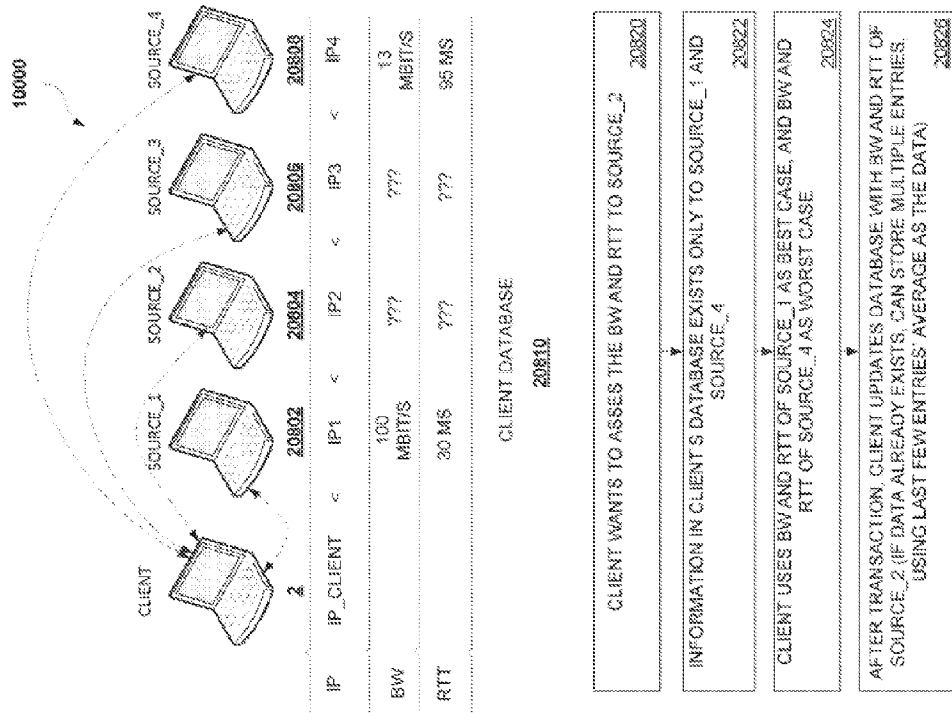 10000
CLIENT
SOURCE_1
SOURCE_2
SOURCE_3
SOURCE_4
2
20802
20804
20806
20808
IP IP_CLIENT < IP1 < IP2 < IP3 < IP4
BW 100 MBIT/S ??? ??? 13 MBIT/S
RTT 30 MS ??? ??? 95 MS
CLIENT DATABASE
20810
CLIENT WANTS TO ASSES THE BW AND RTT TO SOURCE_2
20820
INFORMATION IN CLIENT S DATABASE EXISTS ONLY TO SOURCE_1 AND
SOURCE_4
20822
CLIENT USES BW AND RTT OF SOURCE_1 AS BEST CASE, AND BW AND
RTT OF SOURCE_4 AS WORST CASE
20824
AFTER TRANSACTION, CLIENT UPDATES DATABASE WITH BW AND RTT OF
SOURCE_2 (IF DATA ALREADY EXISTS, CAN STORE MULTIPLE ENTRIES,
USING LAST FEW ENTRIES' AVERAGE AS THE DATA)
20826